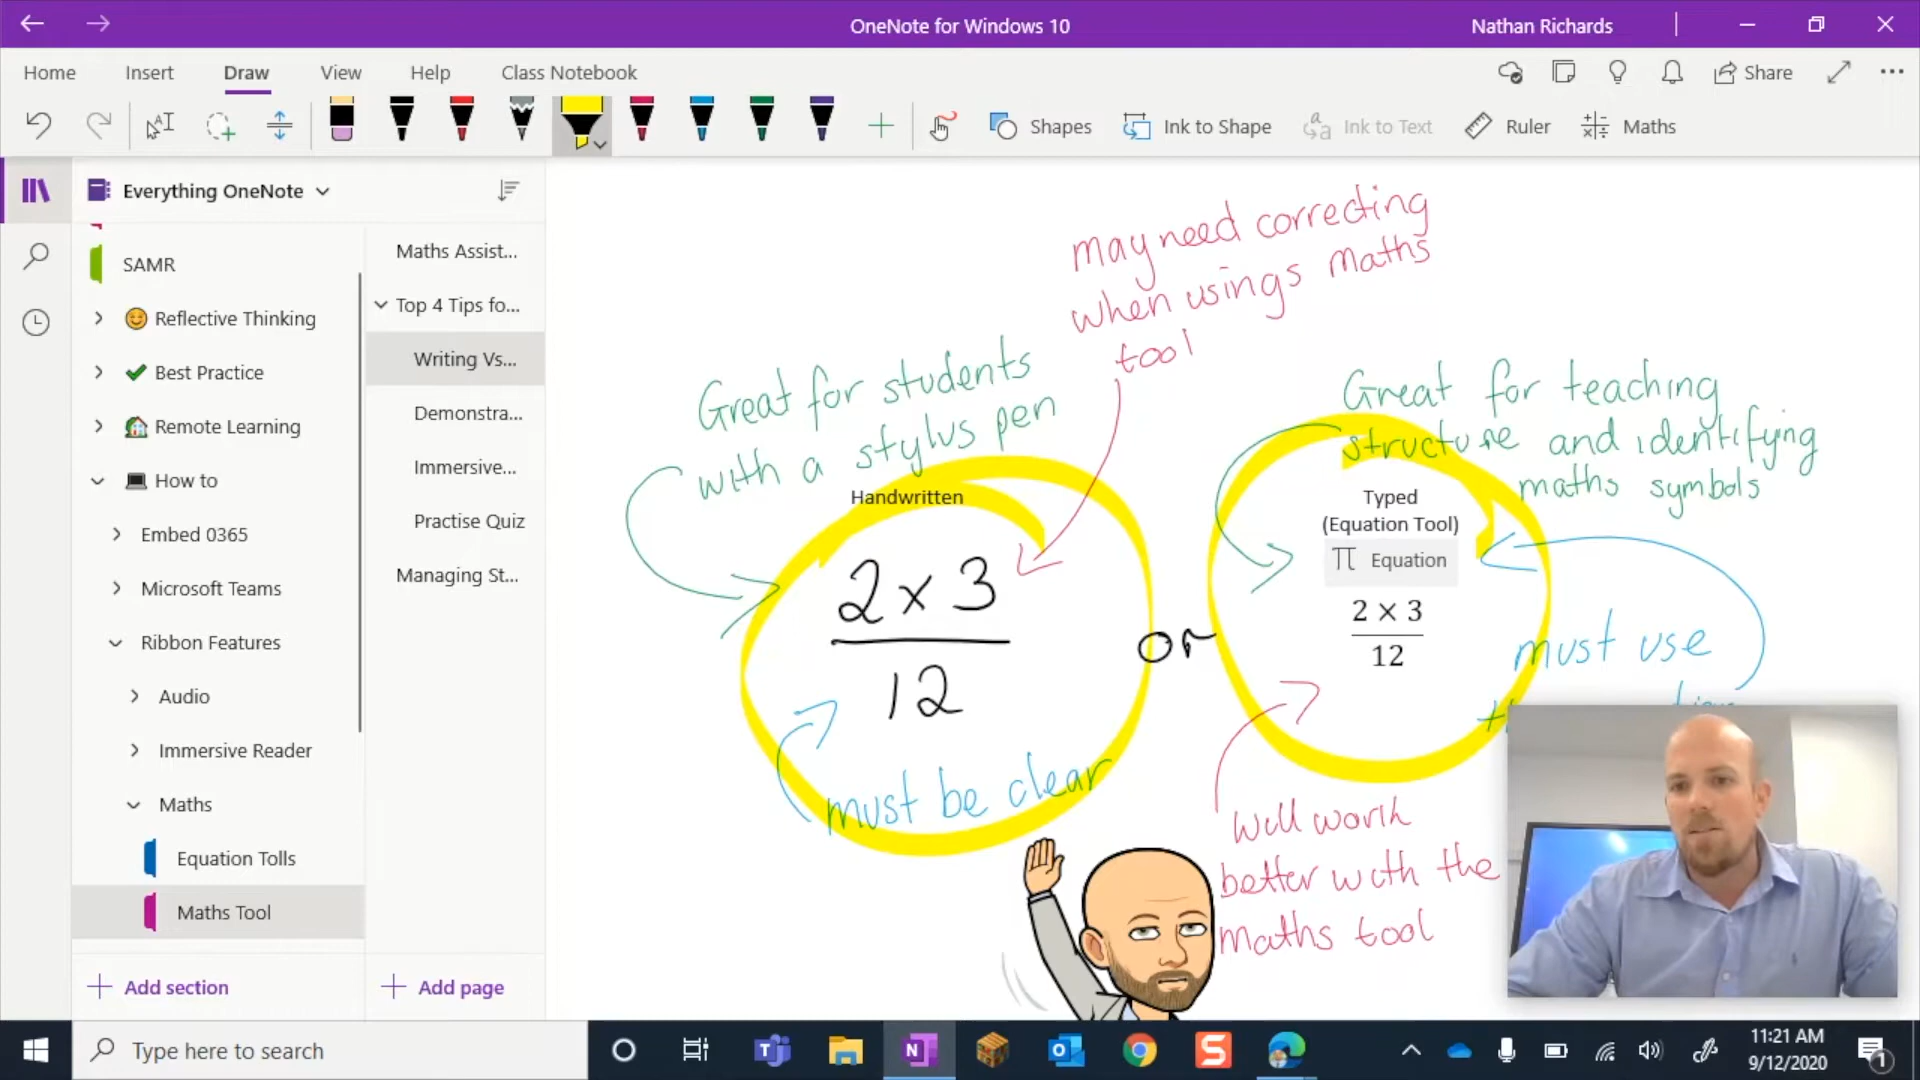 OneNote for Windows 10
Nathan Richards
Home
Insert
Draw
View
Help
Class Notebook
Share
Shapes
Ink to Shape
Ink to Text
Ruler
Maths
Everything OneNote
SAMR
Reflective Thinking
Best Practice
Remote Learning
How to
Embed O365
Microsoft Teams
Ribbon Features
Audio
Immersive Reader
Maths
Equation Tolls
Maths Tool
Add section
Maths Assist...
Top 4 Tips fo...
Writing Vs...
Demonstra...
Immersive...
Practise Quiz
Managing St...
Add page
may need correcting
when usings maths
tool
Great for students
with a stylus pen
Handwritten
2 x 3
12
must be clear
or
Great for teaching
structure and identifying
maths symbols
Typed
(Equation Tool)
π Equation
2 × 3
12
must use
Well worth
better with the
maths tool
Type here to search
11:21 AM
9/12/2020
1